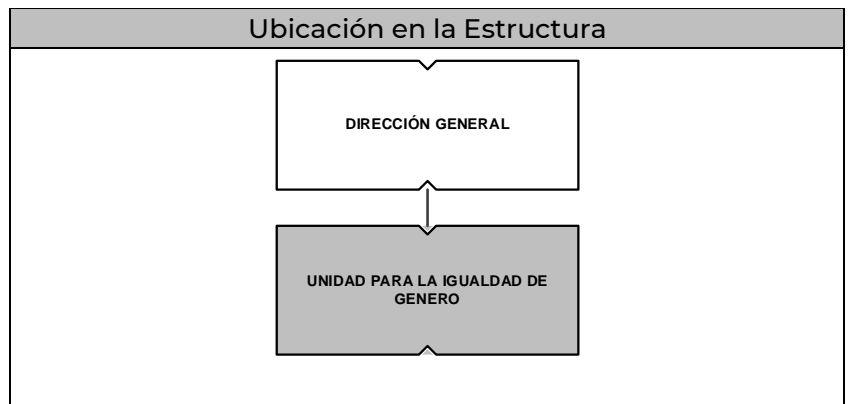 Ubicación en la Estructura
DIRECCIÓN GENERAL
UNIDAD PARA LA IGUALDAD DE
GENERO